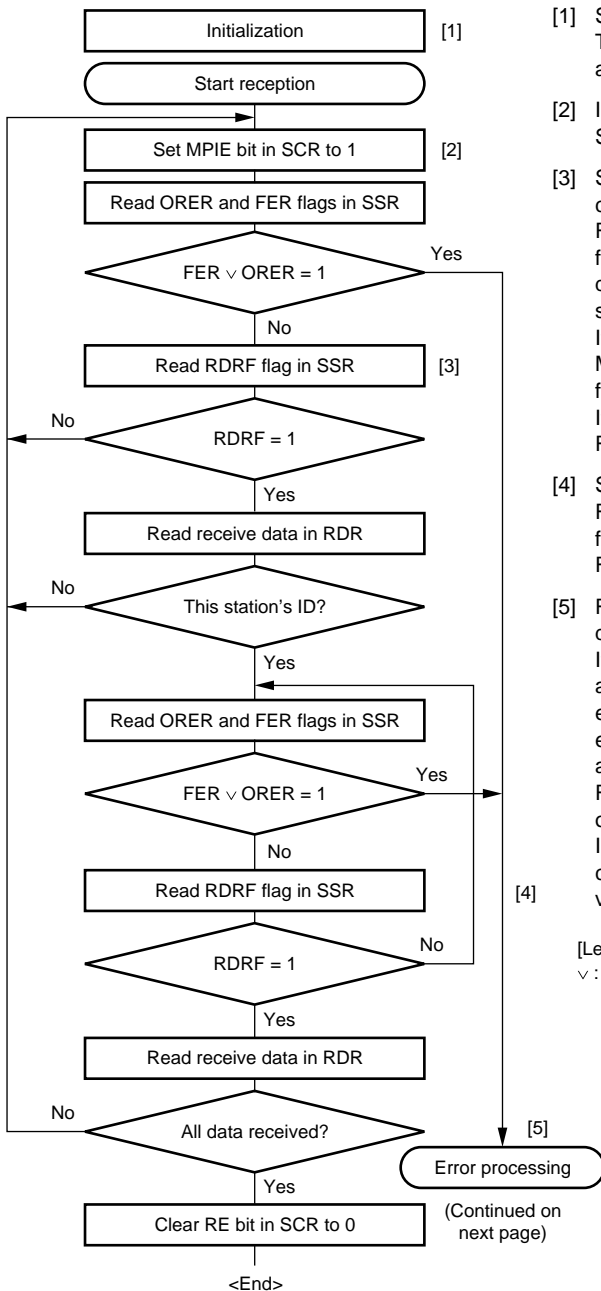 Initialization [1]
Start reception
Set MPIE bit in SCR to 1 [2]
Read ORER and FER flags in SSR
FER ∨ ORER = 1
Yes
No
Read RDRF flag in SSR [3]
No
RDRF = 1
Yes
Read receive data in RDR
No
This station's ID?
Yes
Read ORER and FER flags in SSR
FER ∨ ORER = 1
Yes
No
Read RDRF flag in SSR
[4]
RDRF = 1
No
Yes
Read receive data in RDR
No
All data received?
[5]
Error processing
Yes
(Continued on
next page)
Clear RE bit in SCR to 0
<End>
[1]
[2]
[3]
[4]
[5]
∨ :